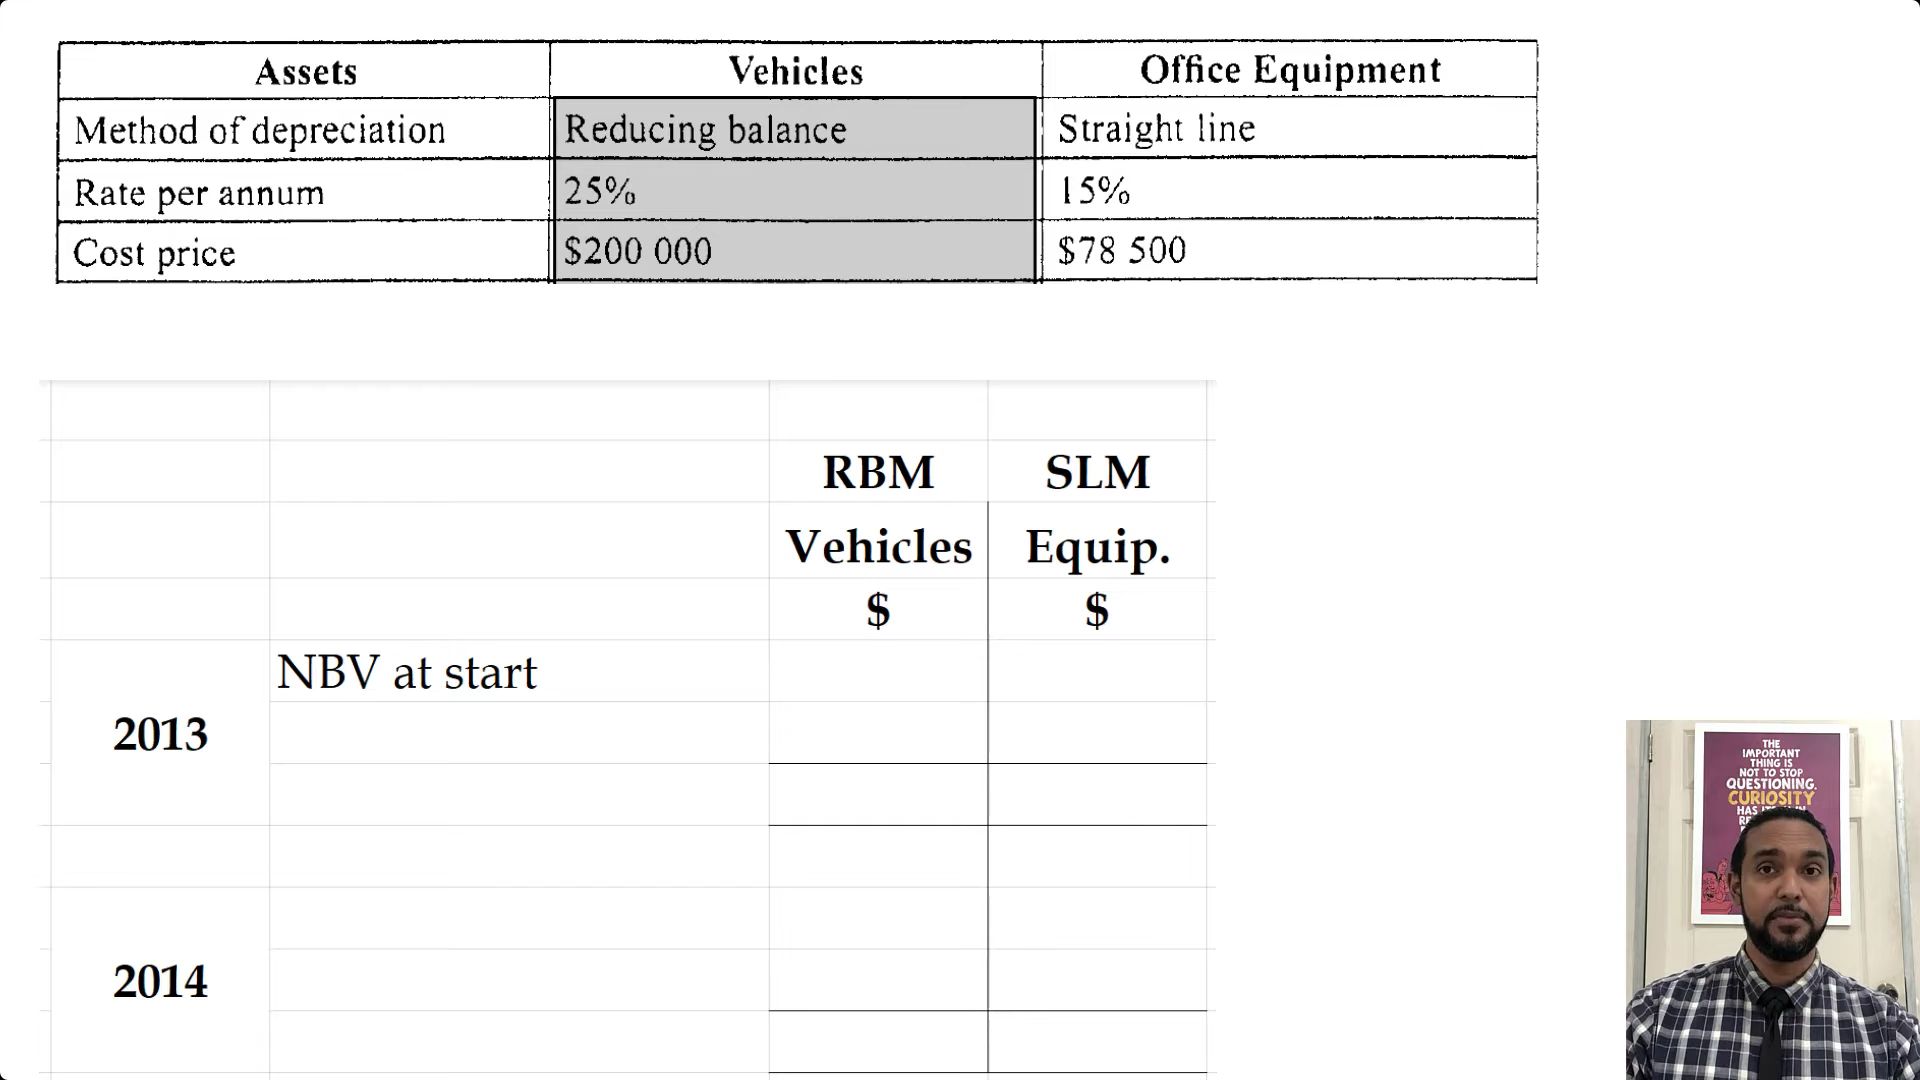 Assets Vehicles Office Equipment
Method of depreciation Reducing balance Straight line
Rate per annum 25% 15%
Cost price $200 000 $78 500
RBM SLM
Vehicles Equip.
$ $
NBV at start
2013
2014
THE
IMPORTANT
THING IS
NOT TO STOP
QUESTIONING.
CURIOSITY
HAS